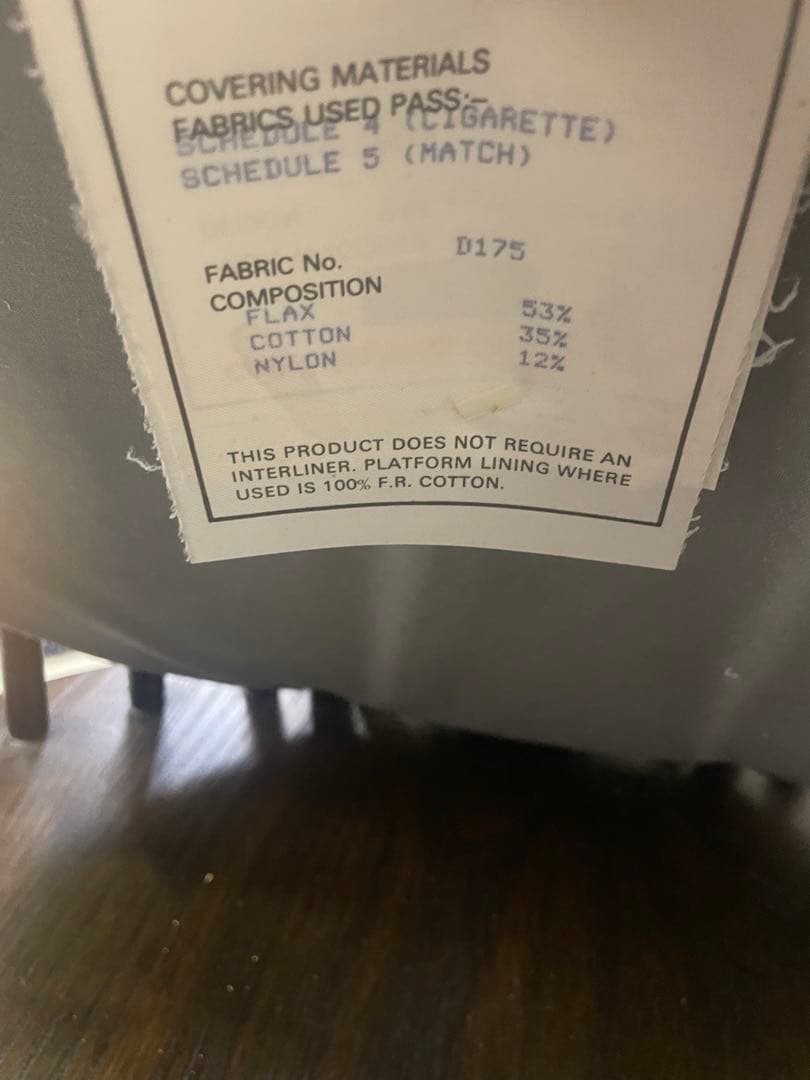 COVERING MATERIALS
FABRICS USED PASS:-
SCHEDULE 4 (CIGARETTE)
SCHEDULE 5 (MATCH)
FABRIC No. D175
COMPOSITION
FLAX 53%
COTTON 35%
NYLON 12%
THIS PRODUCT DOES NOT REQUIRE AN
INTERLINER. PLATFORM LINING WHERE
USED IS 100% F.R. COTTON.